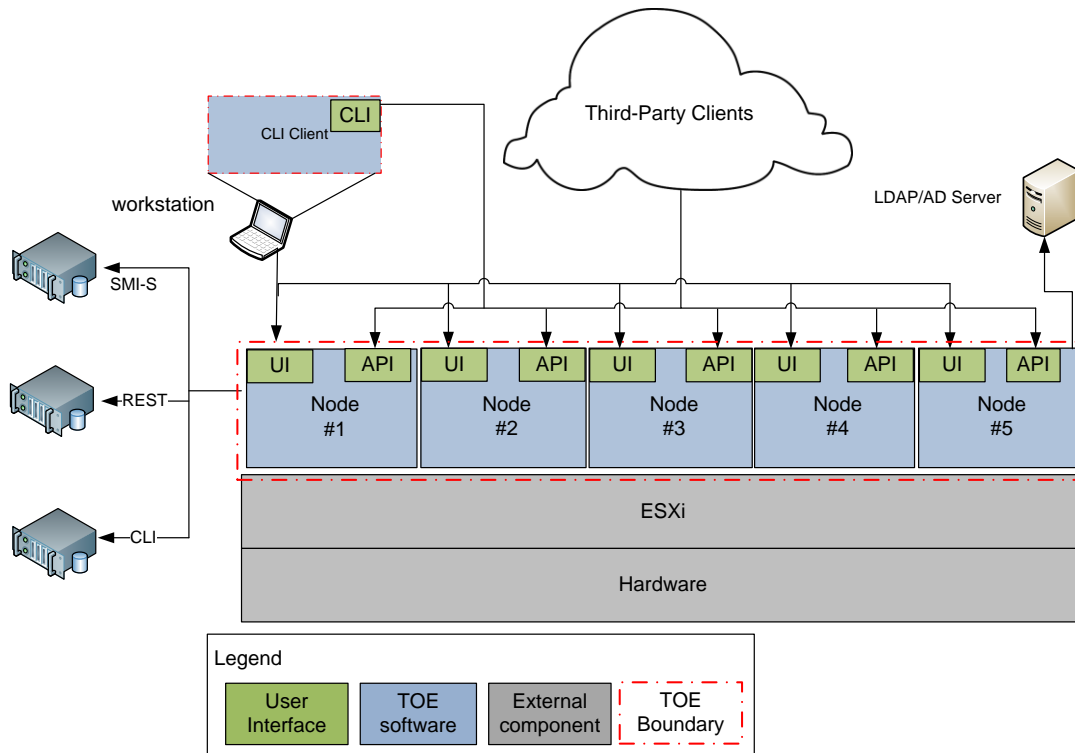 CLI
CLI Client
Third-Party Clients
workstation
LDAP/AD Server
SMI-S
REST
CLI
UI
API
Node
#1
UI
API
Node
#2
UI
API
Node
#3
UI
API
Node
#4
UI
API
Node
#5
ESXi
Hardware
Legend
User
Interface
TOE
software
External
component
TOE
Boundary